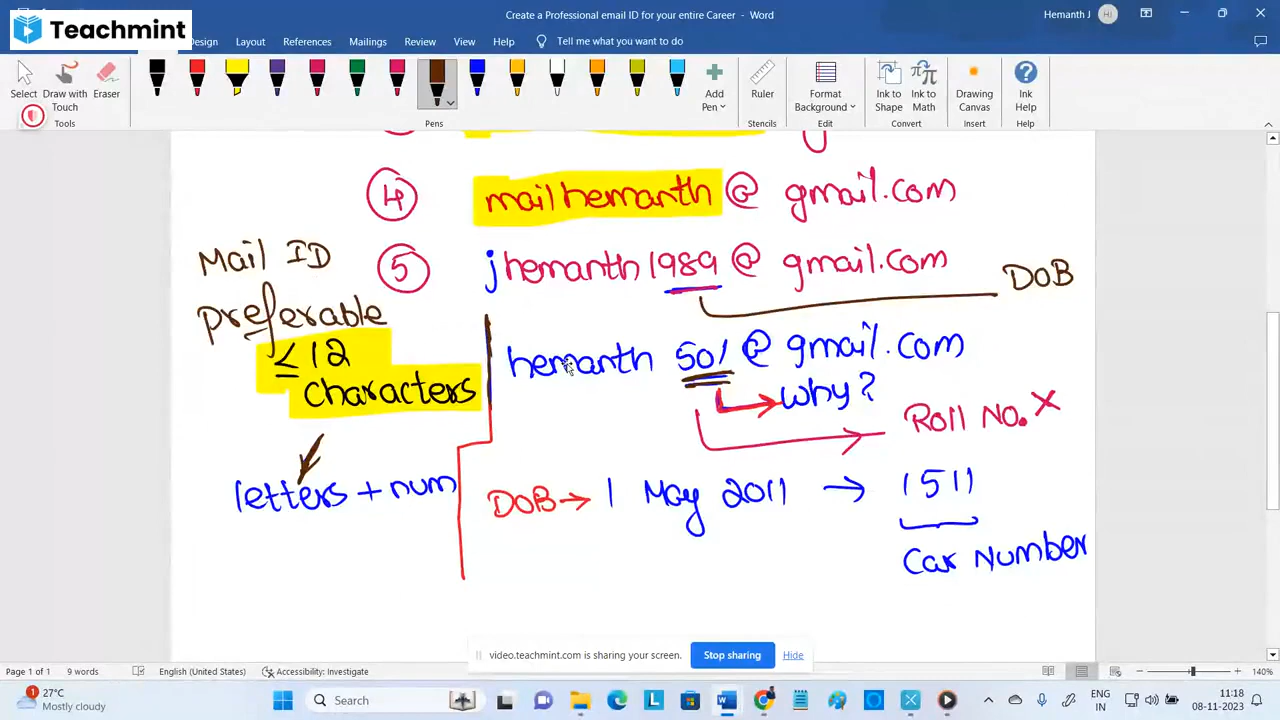 Create a Professional email ID for your entire Career - Word
Hemanth J
HJ
Teachmint
Design Layout References Mailings Review View Help Tell me what you want to do
Select
Draw with Touch
Eraser
Add Pen
Ruler
Format Background
Ink to Shape
Ink to Math
Drawing Canvas
Ink Help
Tools
Pens
Stencils
Edit
Convert
Insert
Help
4 mailhemanth@gmail.com
Mail ID
preferable
≤12
characters
letters + num
5 jhemanth1989@gmail.com
DOB
hemanth 501@gmail.com
why?
Roll No. X
DOB → 1 May 2011 → 1511
Car Number
video.teachmint.com is sharing your screen.
Stop sharing
Hide
Page 1 of 1
9 words
English (United States)
Accessibility: Investigate
140%
1
27°C
Mostly cloudy
Search
ENG
IN
11:18
08-11-2023